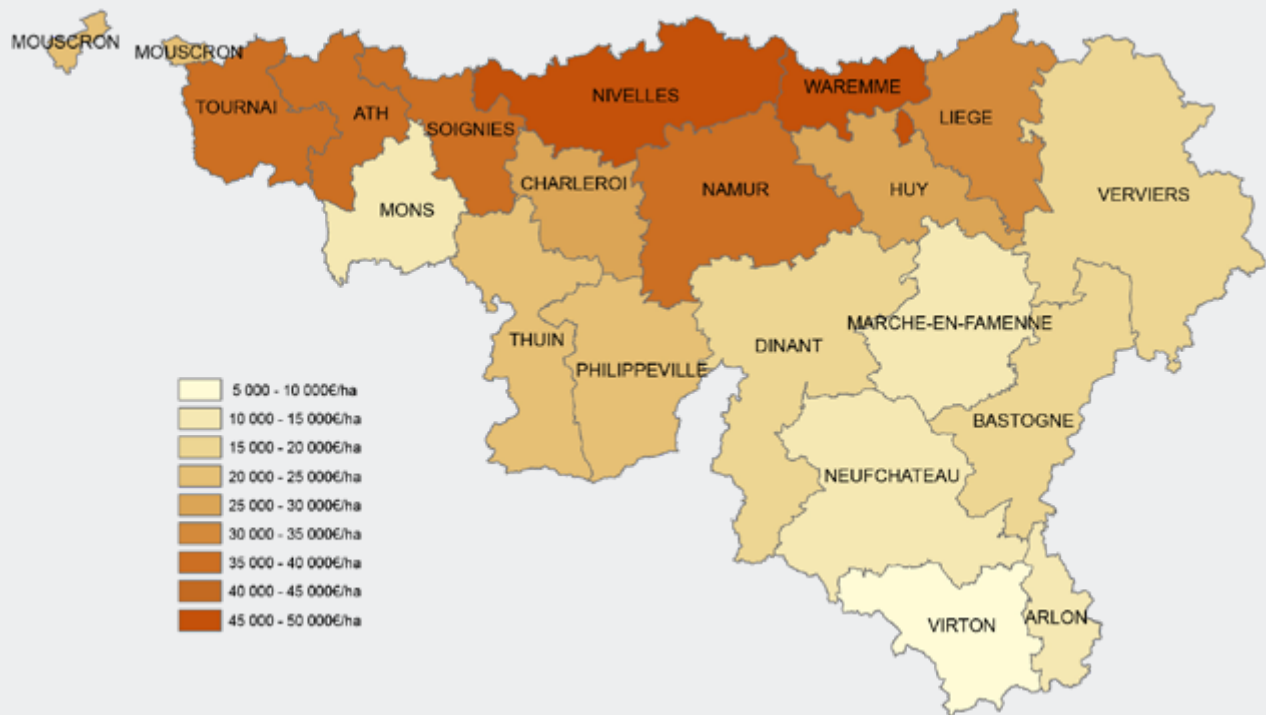 MOUSCRON
MOUSCRON
TOURNAI
ATH
SOIGNIES
NIVELLES
WAREMME
LIEGE
MONS
CHARLEROI
NAMUR
HUY
VERVIERS
THUIN
PHILIPPEVILLE
DINANT
MARCHE-EN-FAMENNE
BASTOGNE
NEUFCHATEAU
VIRTON
ARLON
5 000 - 10 000€/ha
10 000 - 15 000€/ha
15 000 - 20 000€/ha
20 000 - 25 000€/ha
25 000 - 30 000€/ha
30 000 - 35 000€/ha
35 000 - 40 000€/ha
40 000 - 45 000€/ha
45 000 - 50 000€/ha